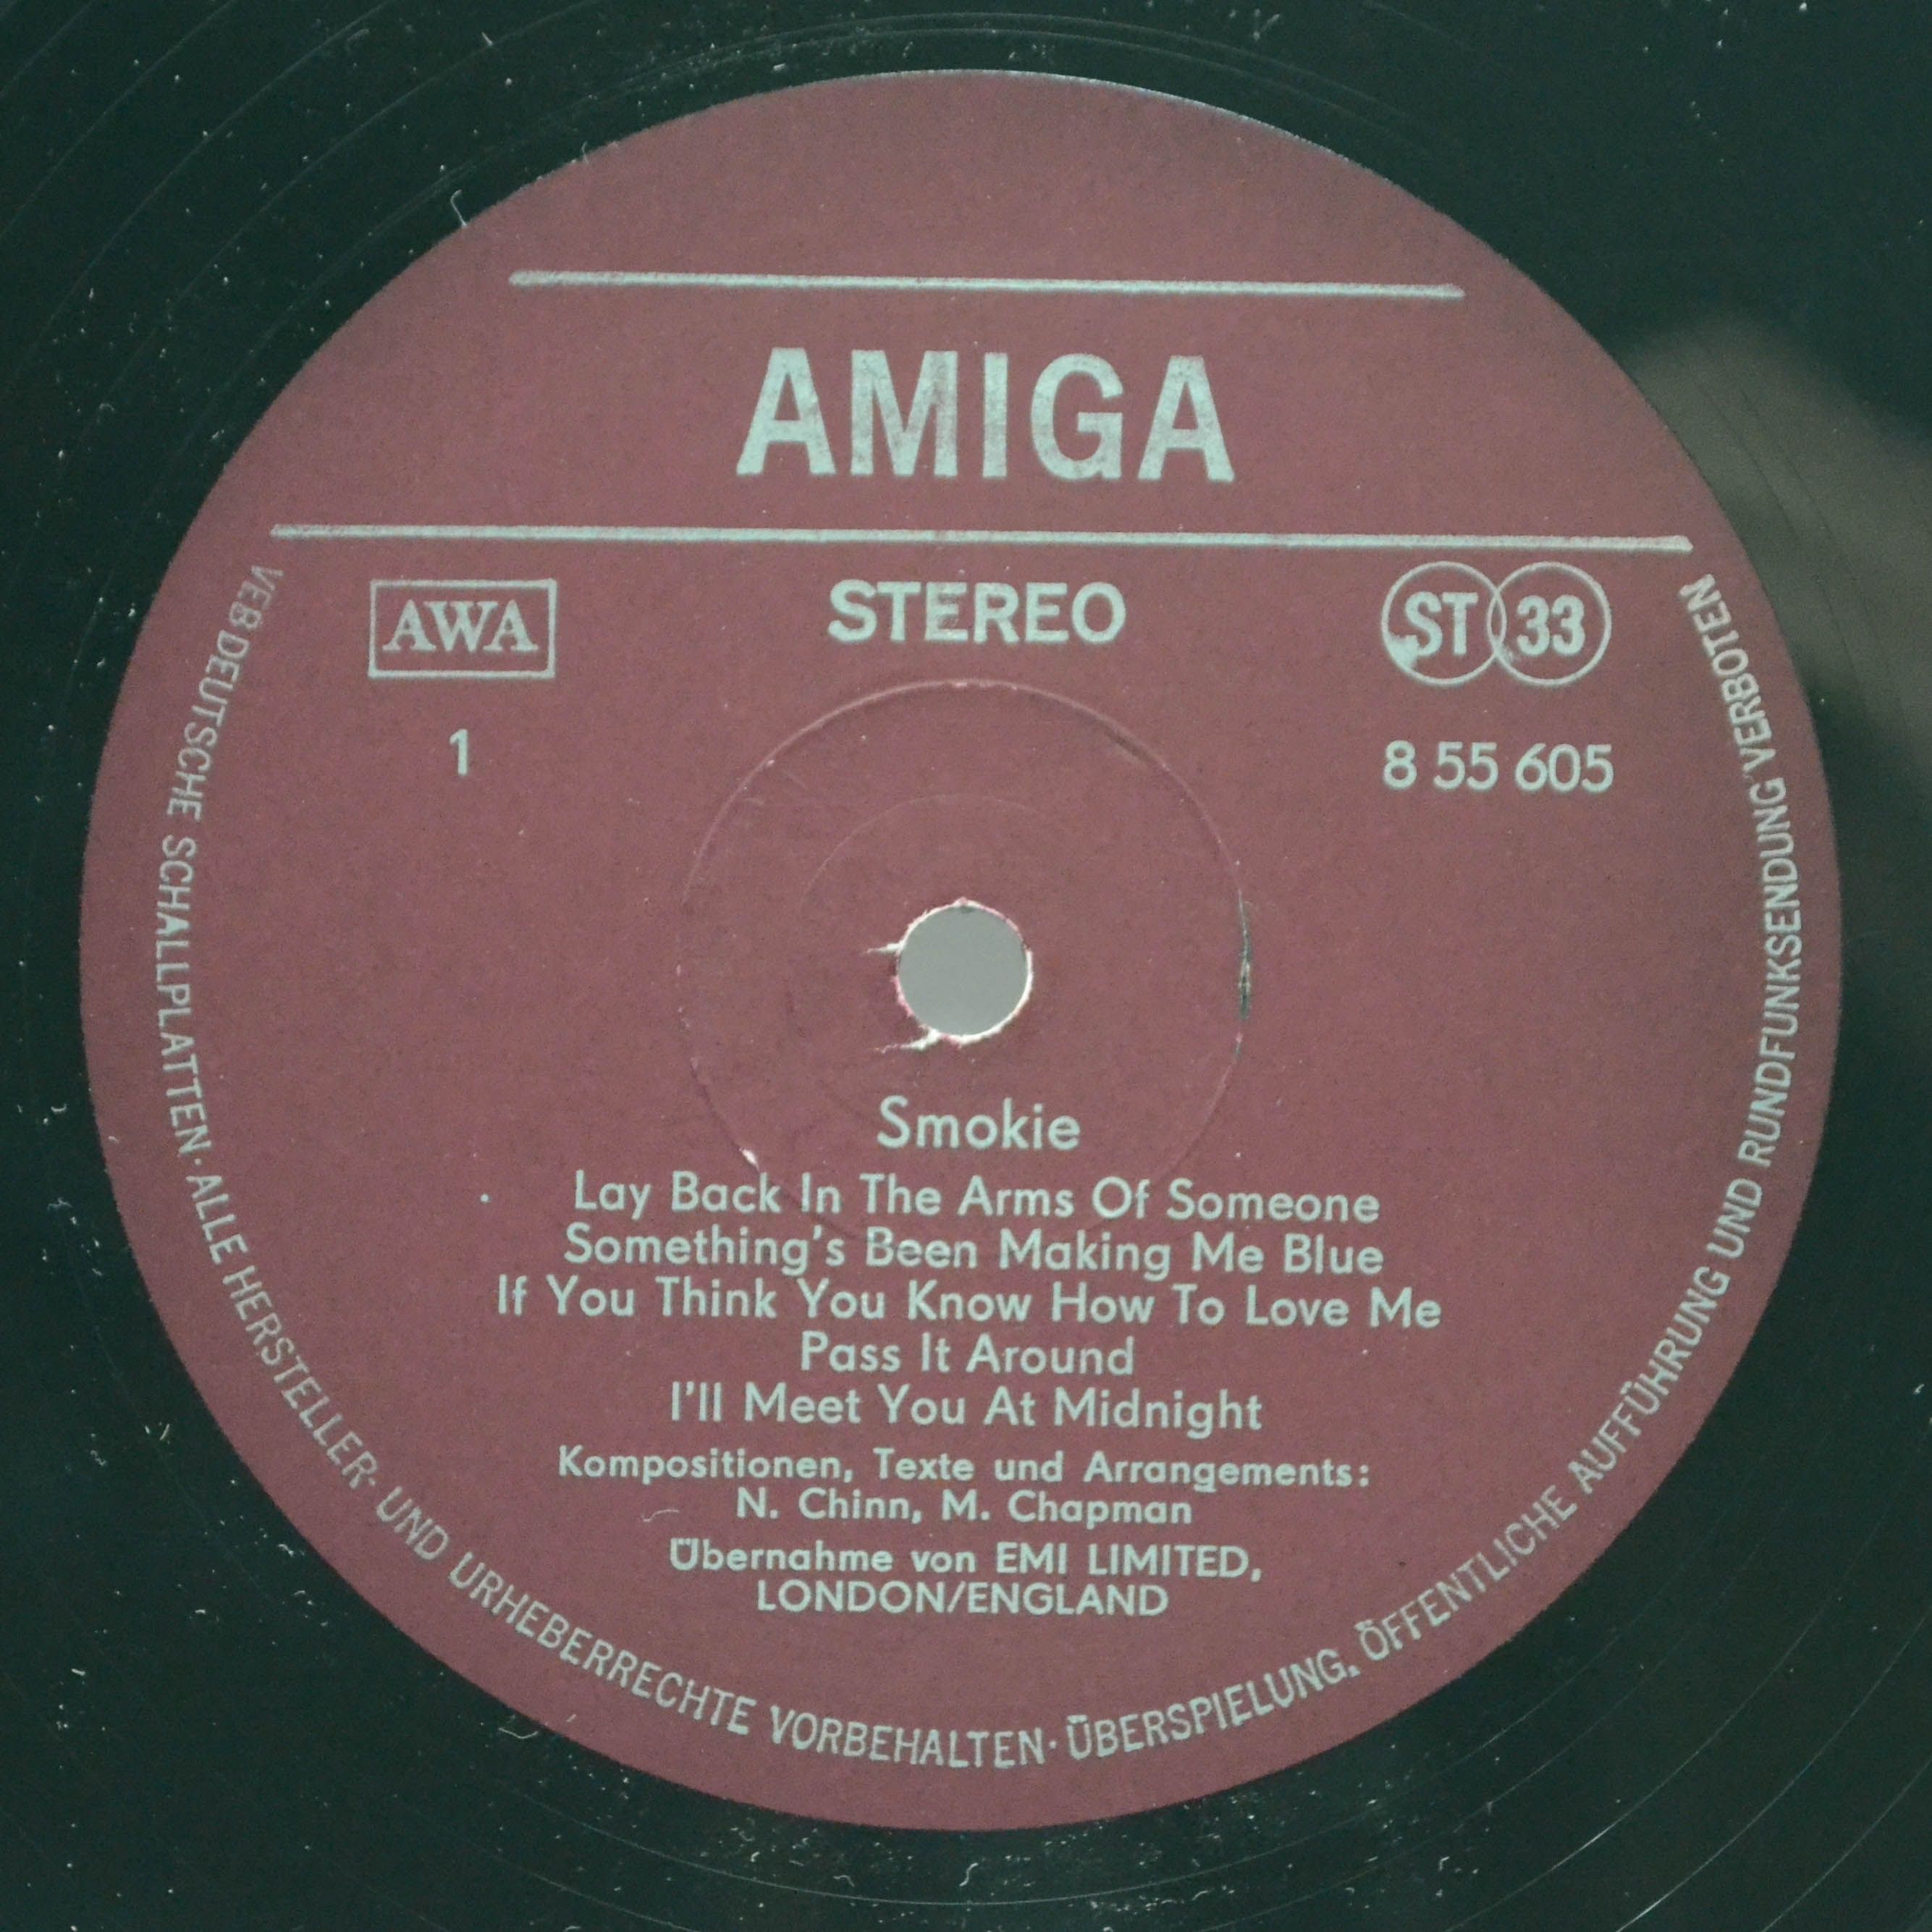 AMIGA
AWA
STEREO
ST 33
1
8 55 605
Smokie
Lay Back In The Arms Of Someone
Something's Been Making Me Blue
If You Think You Know How To Love Me
Pass It Around
I'll Meet You At Midnight
Kompositionen, Texte und Arrangements:
N. Chinn, M. Chapman
Übernahme von EMI LIMITED,
LONDON/ENGLAND
VEB DEUTSCHE SCHALLPLATTEN · ALLE HERSTELLER- UND URHEBERRECHTE VORBEHALTEN · ÜBERSPIELUNG, ÖFFENTLICHE AUFFÜHRUNG UND RUNDFUNKSENDUNG VERBOTEN